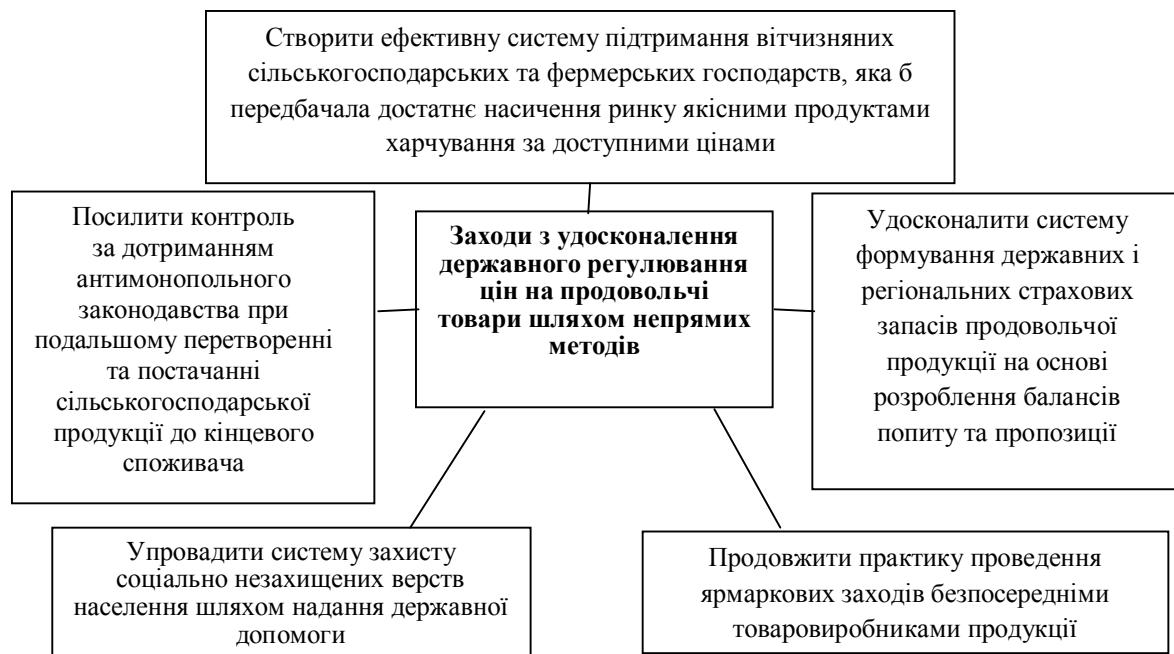 Створити ефективну систему підтримання вітчизняних
сільськогосподарських та фермерських господарств, яка б
передбачала достатнє насичення ринку якісними продуктами
харчування за доступними цінами
Посилити контроль
за дотриманням
антимонопольного
законодавства при
подальшому перетворенні
та постачанні
сільськогосподарської
продукції до кінцевого
споживача
Заходи з удосконалення
державного регулювання
цін на продовольчі
товари шляхом непрямих
методів
Удосконалити систему
формування державних і
регіональних страхових
запасів продовольчої
продукції на основі
розроблення балансів
попиту та пропозиції
Упровадити систему захисту
соціально незахищених верств
населення шляхом надання державної
допомоги
Продовжити практику проведення
ярмаркових заходів безпосередніми
товаровиробниками продукції